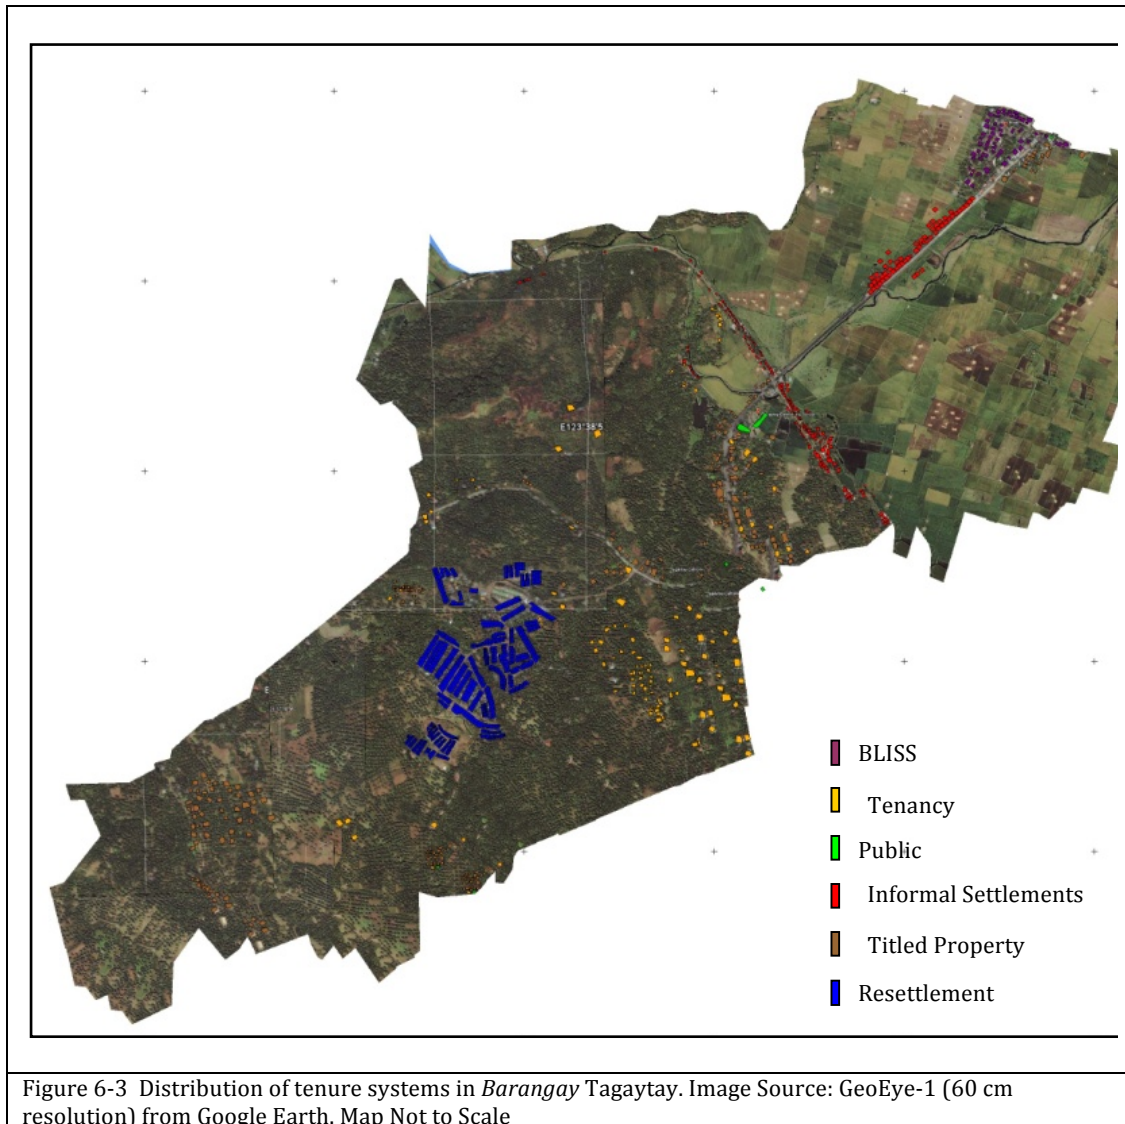 E123°38'5
BLISS
Tenancy
Public
Informal Settlements
Titled Property
Resettlement
Figure 6-3 Distribution of tenure systems in Barangay Tagaytay. Image Source: GeoEye-1 (60 cm
resolution) from Google Earth. Map Not to Scale